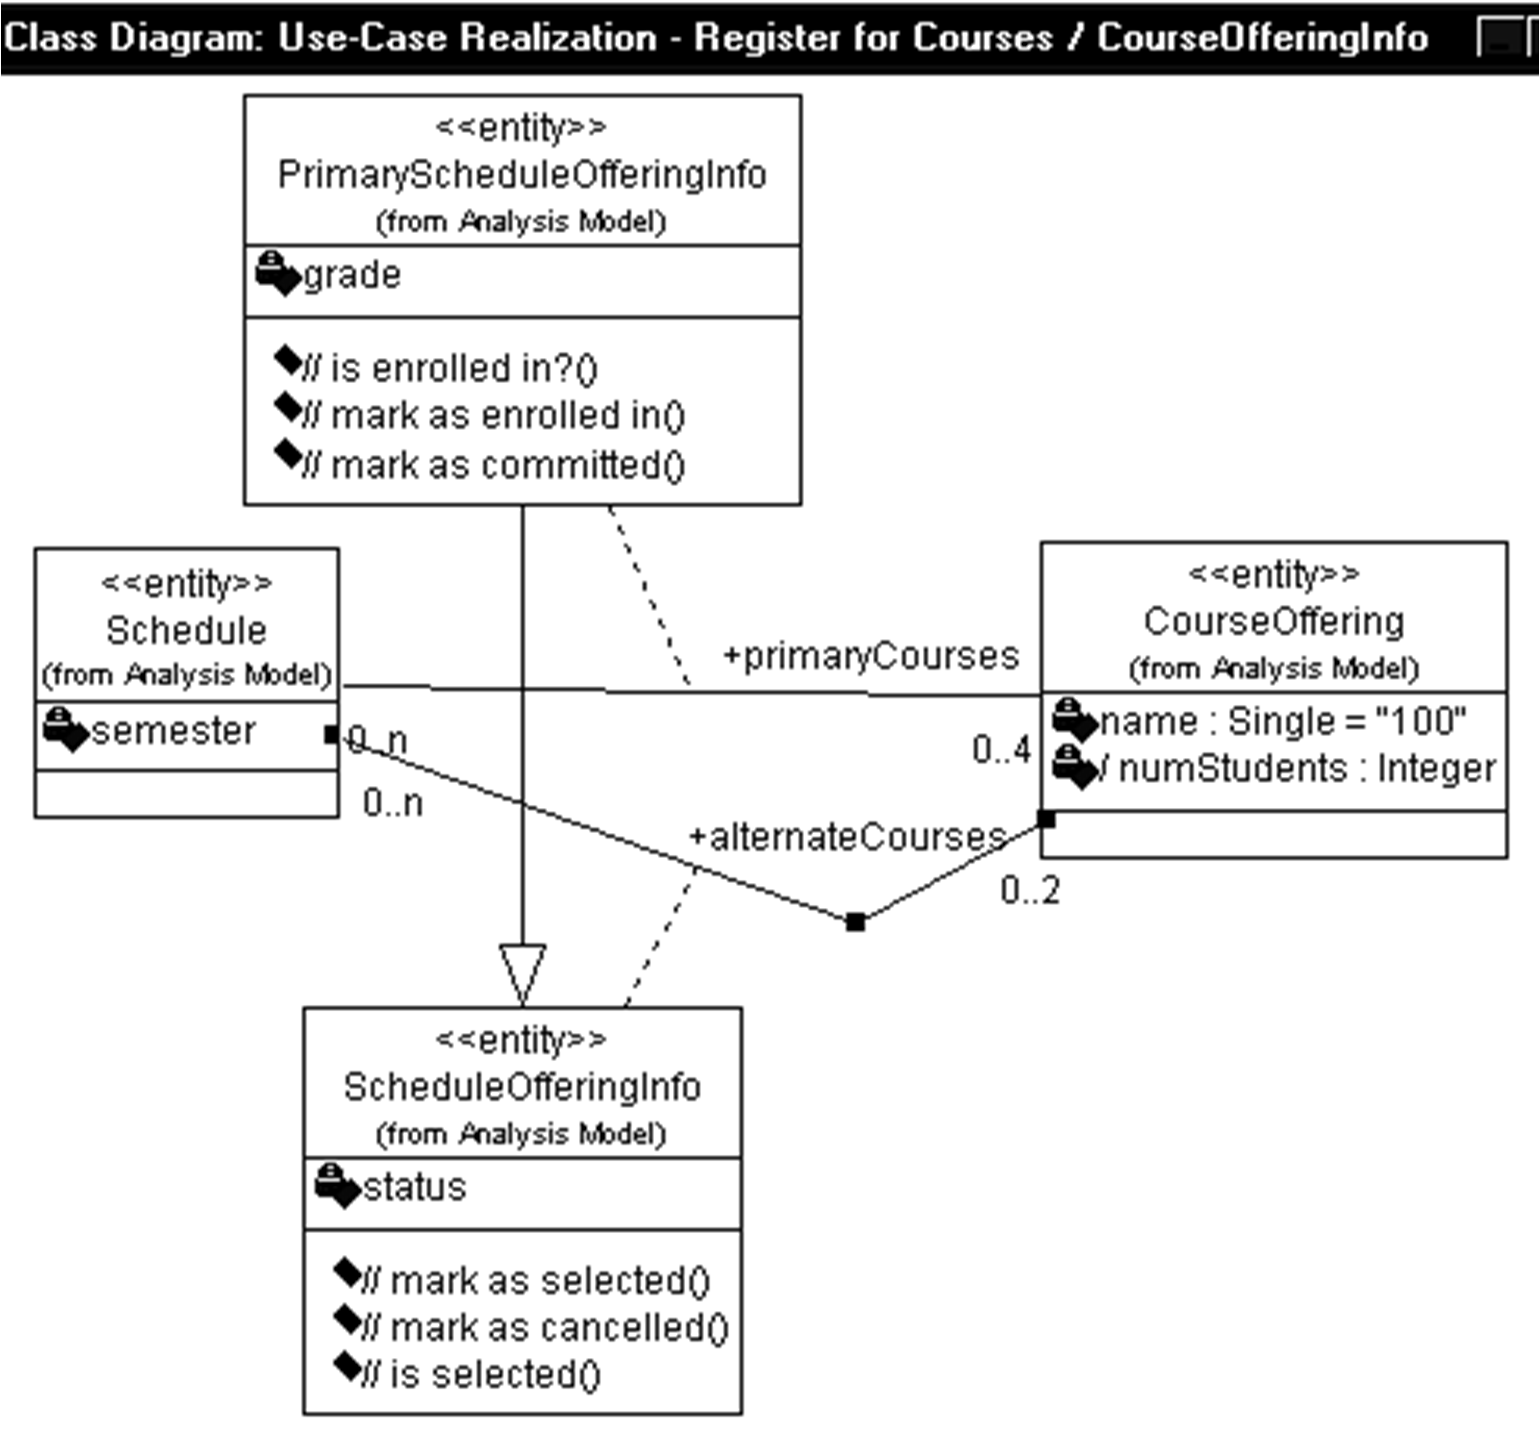 Class Diagram: Use-Case Realization - Register for Courses / CourseOfferingInfo
<<entity>>
PrimaryScheduleOfferingInfo
(from Analysis Model)
grade
// is enrolled in?()
// mark as enrolled in()
// mark as committed()
<<entity>>
Schedule
(from Analysis Model)
semester
0..n
0..n
+primaryCourses
0..4
+alternateCourses
0..2
<<entity>>
CourseOffering
(from Analysis Model)
name : Single = "100"
/ numStudents : Integer
<<entity>>
ScheduleOfferingInfo
(from Analysis Model)
status
// mark as selected()
// mark as cancelled()
// is selected()